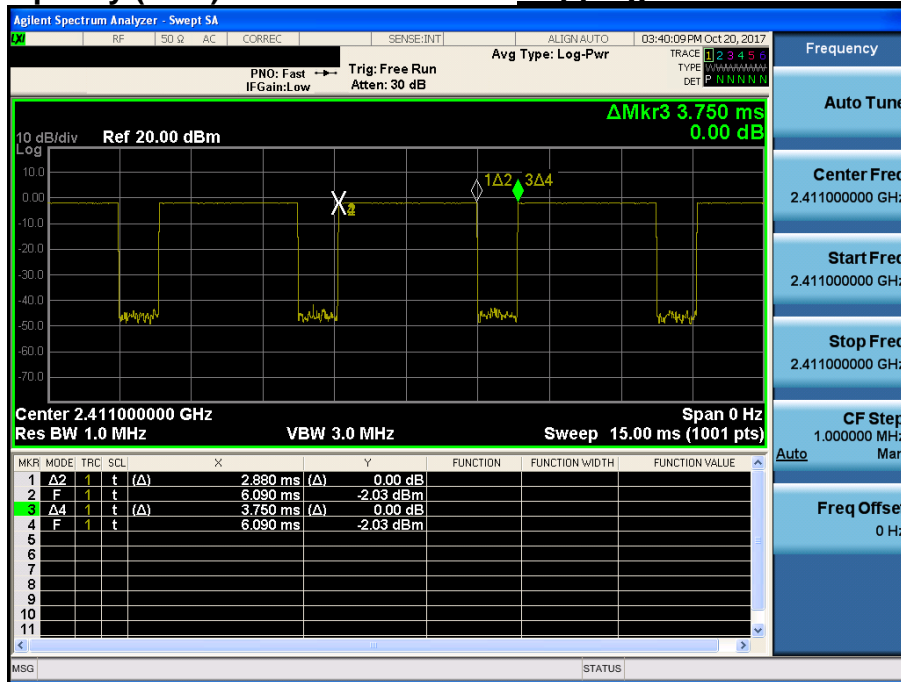 Agilent Spectrum Analyzer - Swept SA
LXI RF 50 Ω AC CORREC SENSE:INT ALIGN AUTO 03:40:09 PM Oct 20, 2017
Avg Type: Log-Pwr TRACE 1 2 3 4 5 6
PNO: Fast Trig: Free Run TYPE WWWWWW
IFGain:Low Atten: 30 dB DET P N N N N N
ΔMkr3 3.750 ms
0.00 dB
10 dB/div Ref 20.00 dBm
Log
10.0
0.00
-10.0
-20.0
-30.0
-40.0
-50.0
-60.0
-70.0
1Δ2 3Δ4
X
Center 2.411000000 GHz Span 0 Hz
Res BW 1.0 MHz VBW 3.0 MHz Sweep 15.00 ms (1001 pts)
MKR MODE TRC SCL X Y FUNCTION FUNCTION WIDTH FUNCTION VALUE
1 Δ2 1 t (Δ) 2.880 ms (Δ) 0.00 dB
2 F 1 t 6.090 ms -2.03 dBm
3 Δ4 1 t (Δ) 3.750 ms (Δ) 0.00 dB
4 F 1 t 6.090 ms -2.03 dBm
5
6
7
8
9
10
11
MSG STATUS
Frequency
Auto Tune
Center Freq
2.411000000 GHz
Start Freq
2.411000000 GHz
Stop Freq
2.411000000 GHz
CF Step
1.000000 MHz
Auto Man
Freq Offset
0 Hz